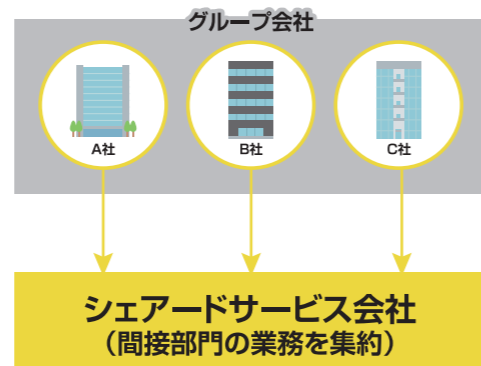 グループ会社
A社
B社
C社
シェアードサービス会社
（間接部門の業務を集約）